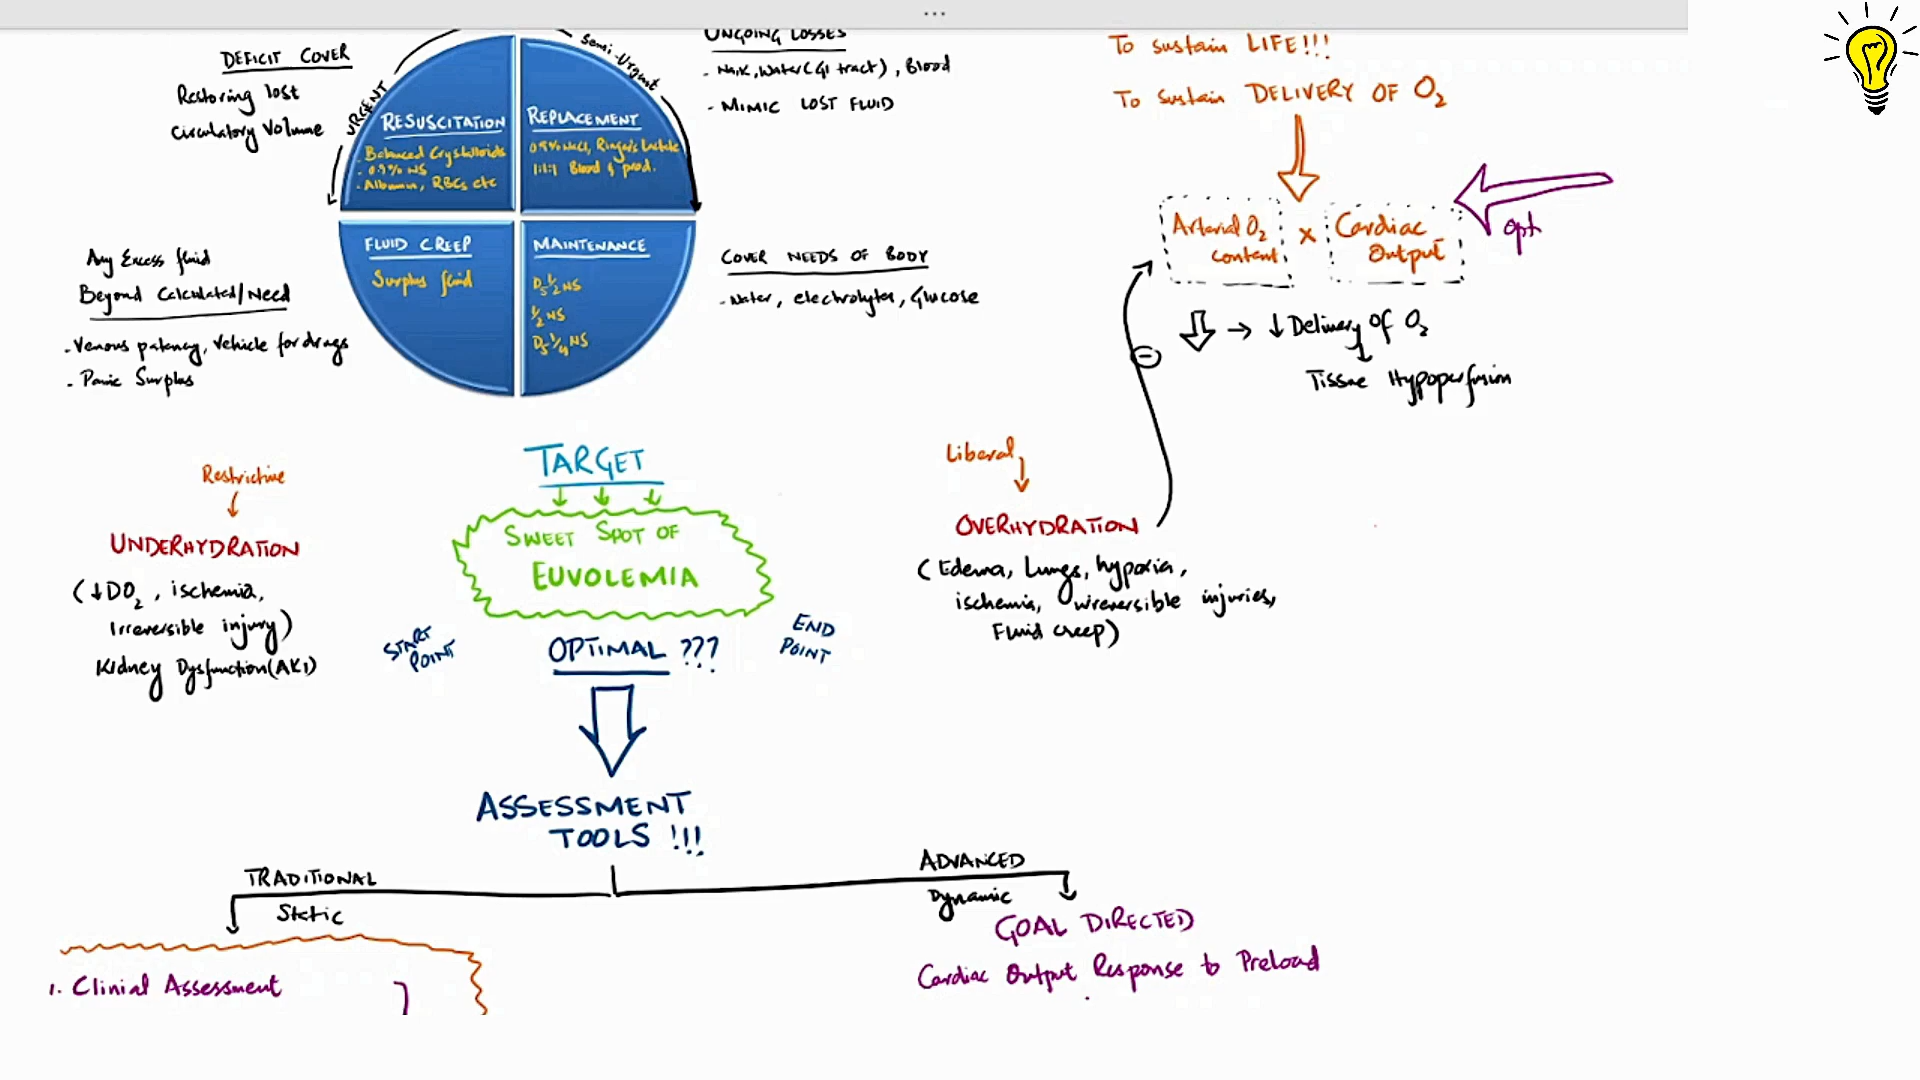 ...
DEFICIT COVER
Restoring lost
Circulatory Volume
URGENT
Semi-Urgent
RESUSCITATION
- Balanced Crystalloids
- 0.9% NS
- Albumin, RBCs etc
REPLACEMENT
0.9% NaCl, Ringer's Lactate
1:1:1 Blood & prod.
ONGOING LOSSES
- Na/K, Water (GI tract), Blood
- MIMIC LOST FLUID
FLUID CREEP
Surplus fluid
MAINTENANCE
D5 1/2 NS
1/2 NS
D5 1/4 NS
Any Excess fluid
Beyond Calculated/Need
- Venous patency, Vehicle for drugs
- Panic Surplus
COVER NEEDS OF BODY
- Water, electrolytes, Glucose
To sustain LIFE!!!
To sustain DELIVERY OF O2
Arterial O2 content x Cardiac Output
Opt
→ ↓ Delivery of O2
Tissue Hypoperfusion
TARGET
SWEET SPOT OF
EUVOLEMIA
START POINT
OPTIMAL ???
END POINT
Restrictive
UNDERHYDRATION
(↓DO2, ischemia,
Irreversible injury)
Kidney Dysfunction(AKI)
Liberal
OVERHYDRATION
(Edema, Lungs, hypoxia,
ischemia, irreversible injuries,
Fluid creep)
ASSESSMENT
TOOLS !!!
TRADITIONAL
Static
ADVANCED
Dynamic
GOAL DIRECTED
Cardiac Output Response to Preload
1. Clinial Assessment